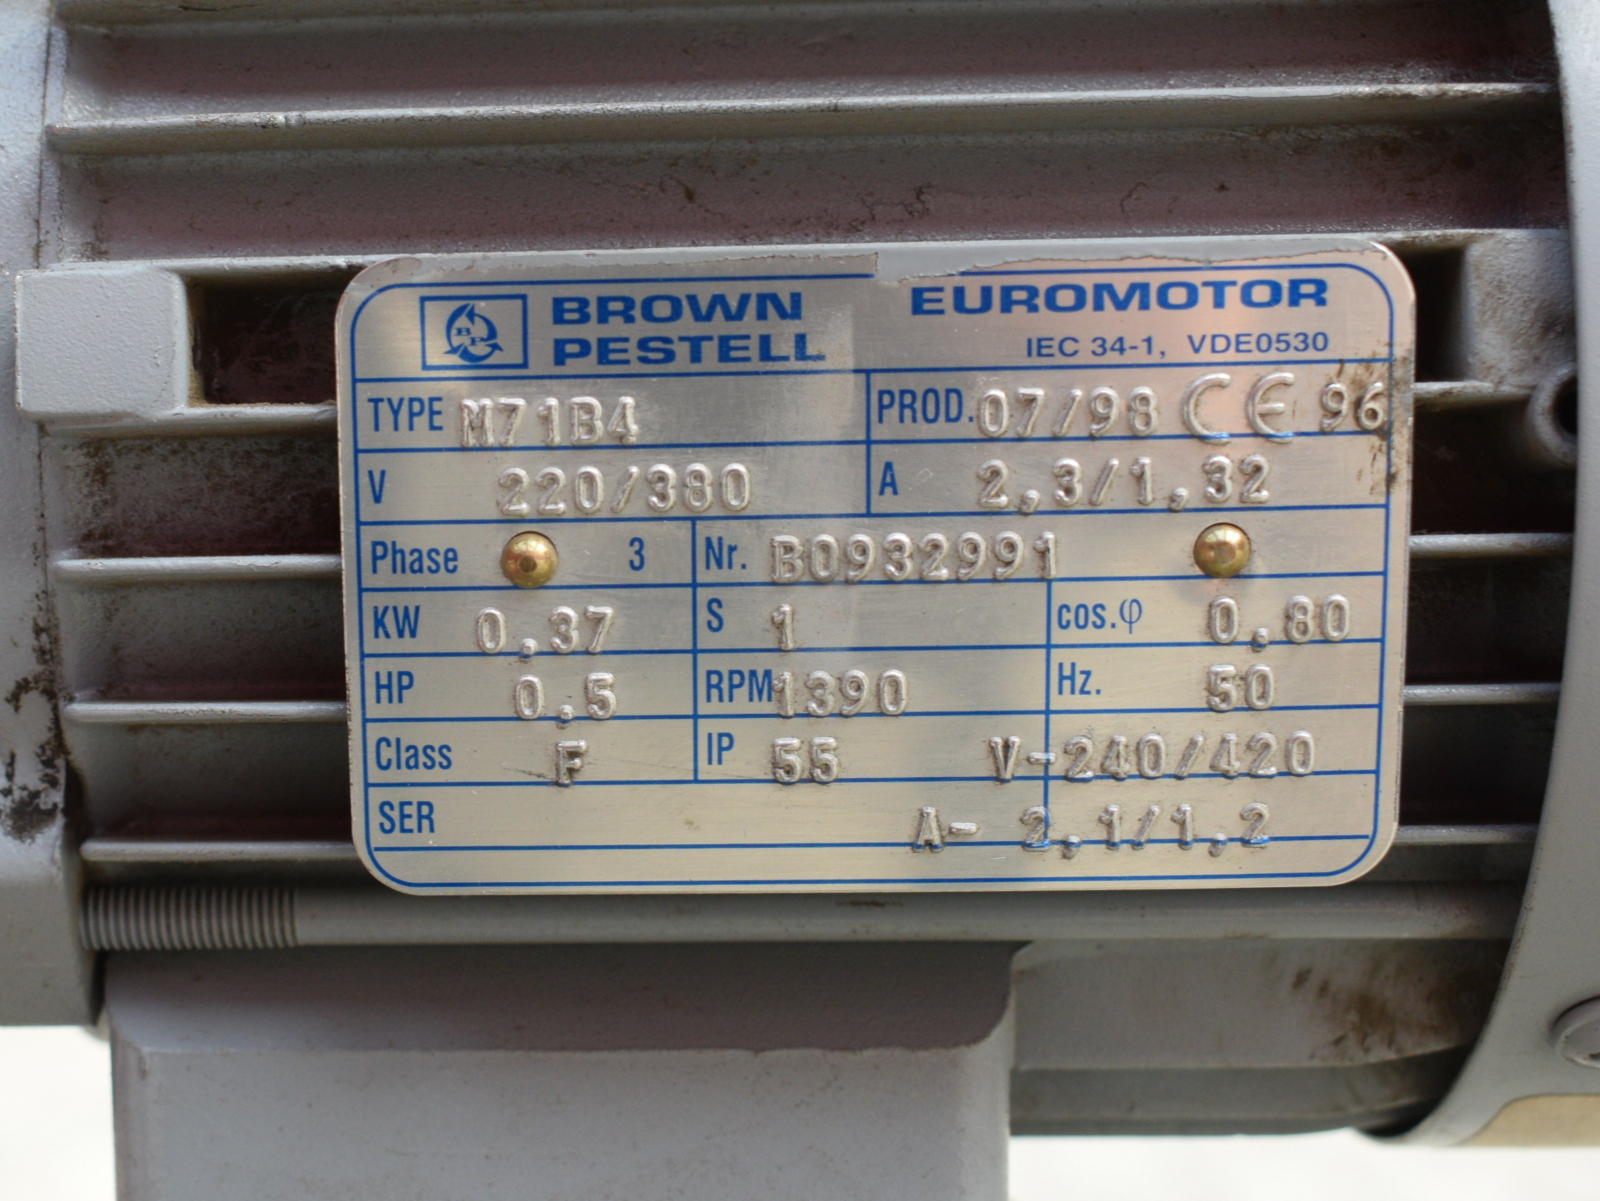 BP BROWN PESTELL EUROMOTOR
IEC 34-1, VDE0530
TYPE M71B4 PROD. 07/98 CE 96
V 220/380 A 2,3/1,32
Phase 3 Nr. B0932991
KW 0,37 S 1 cos.φ 0,80
HP 0,5 RPM 1390 Hz. 50
Class F IP 55 V-240/420
SER A- 2,1/1,2